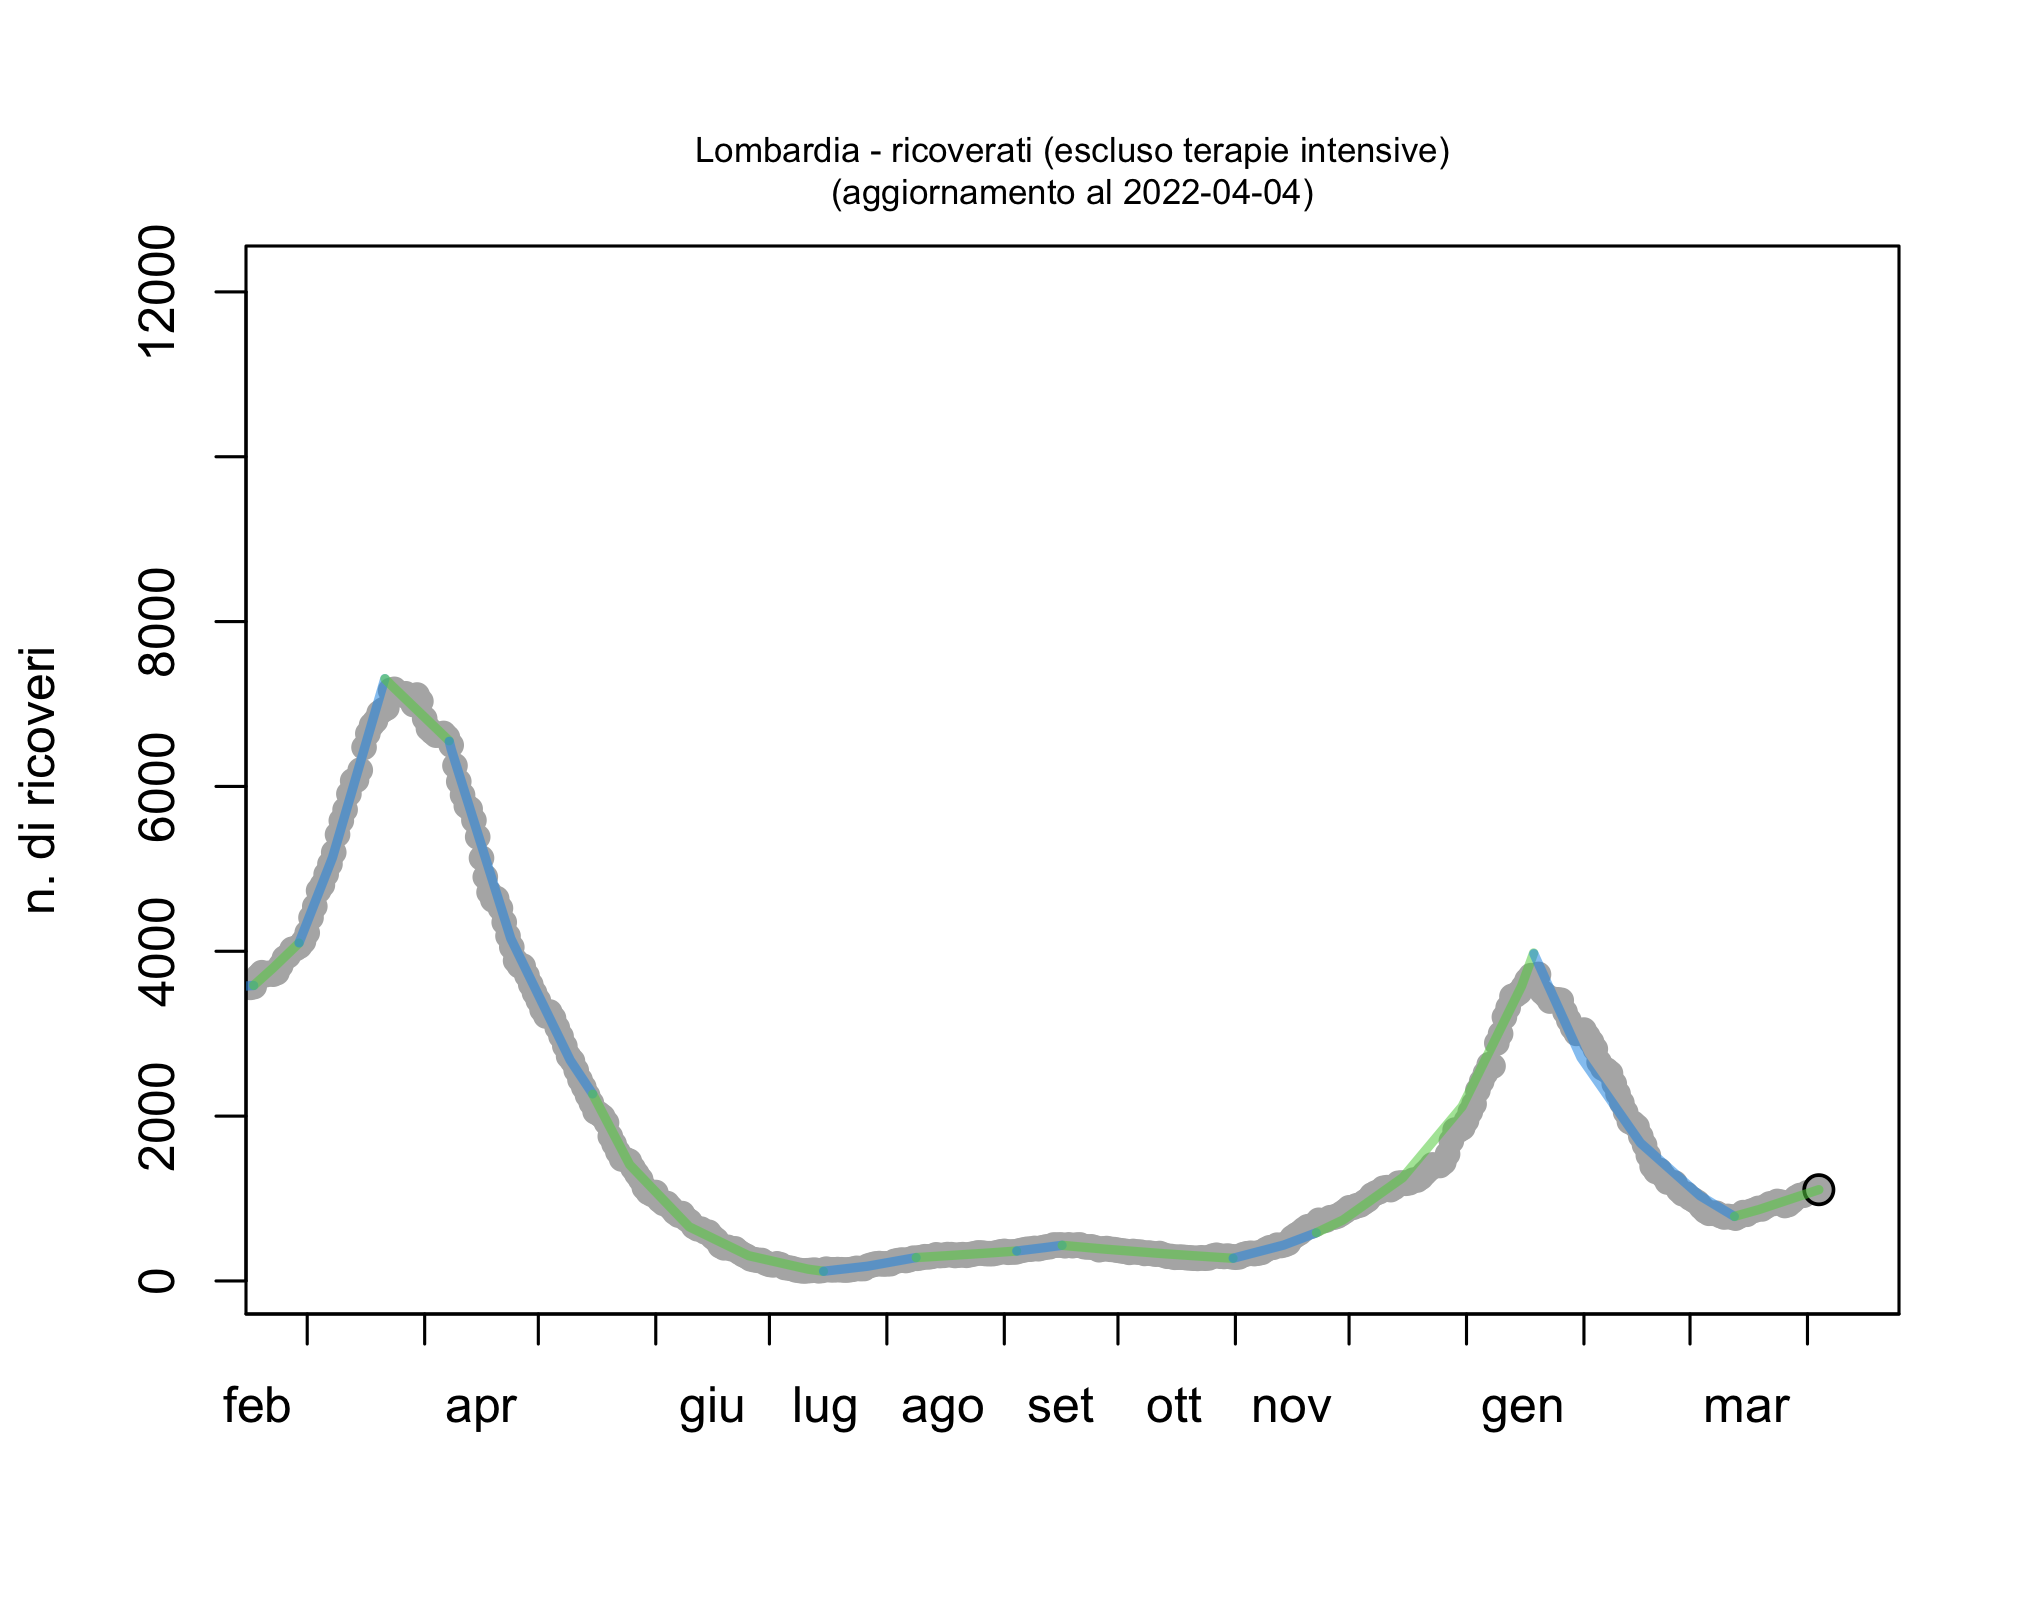 Lombardia - ricoverati (escluso terapie intensive)
(aggiornamento al 2022-04-04)
n. di ricoveri
12000
8000
6000
4000
2000
0
feb apr giu lug ago set ott nov gen mar